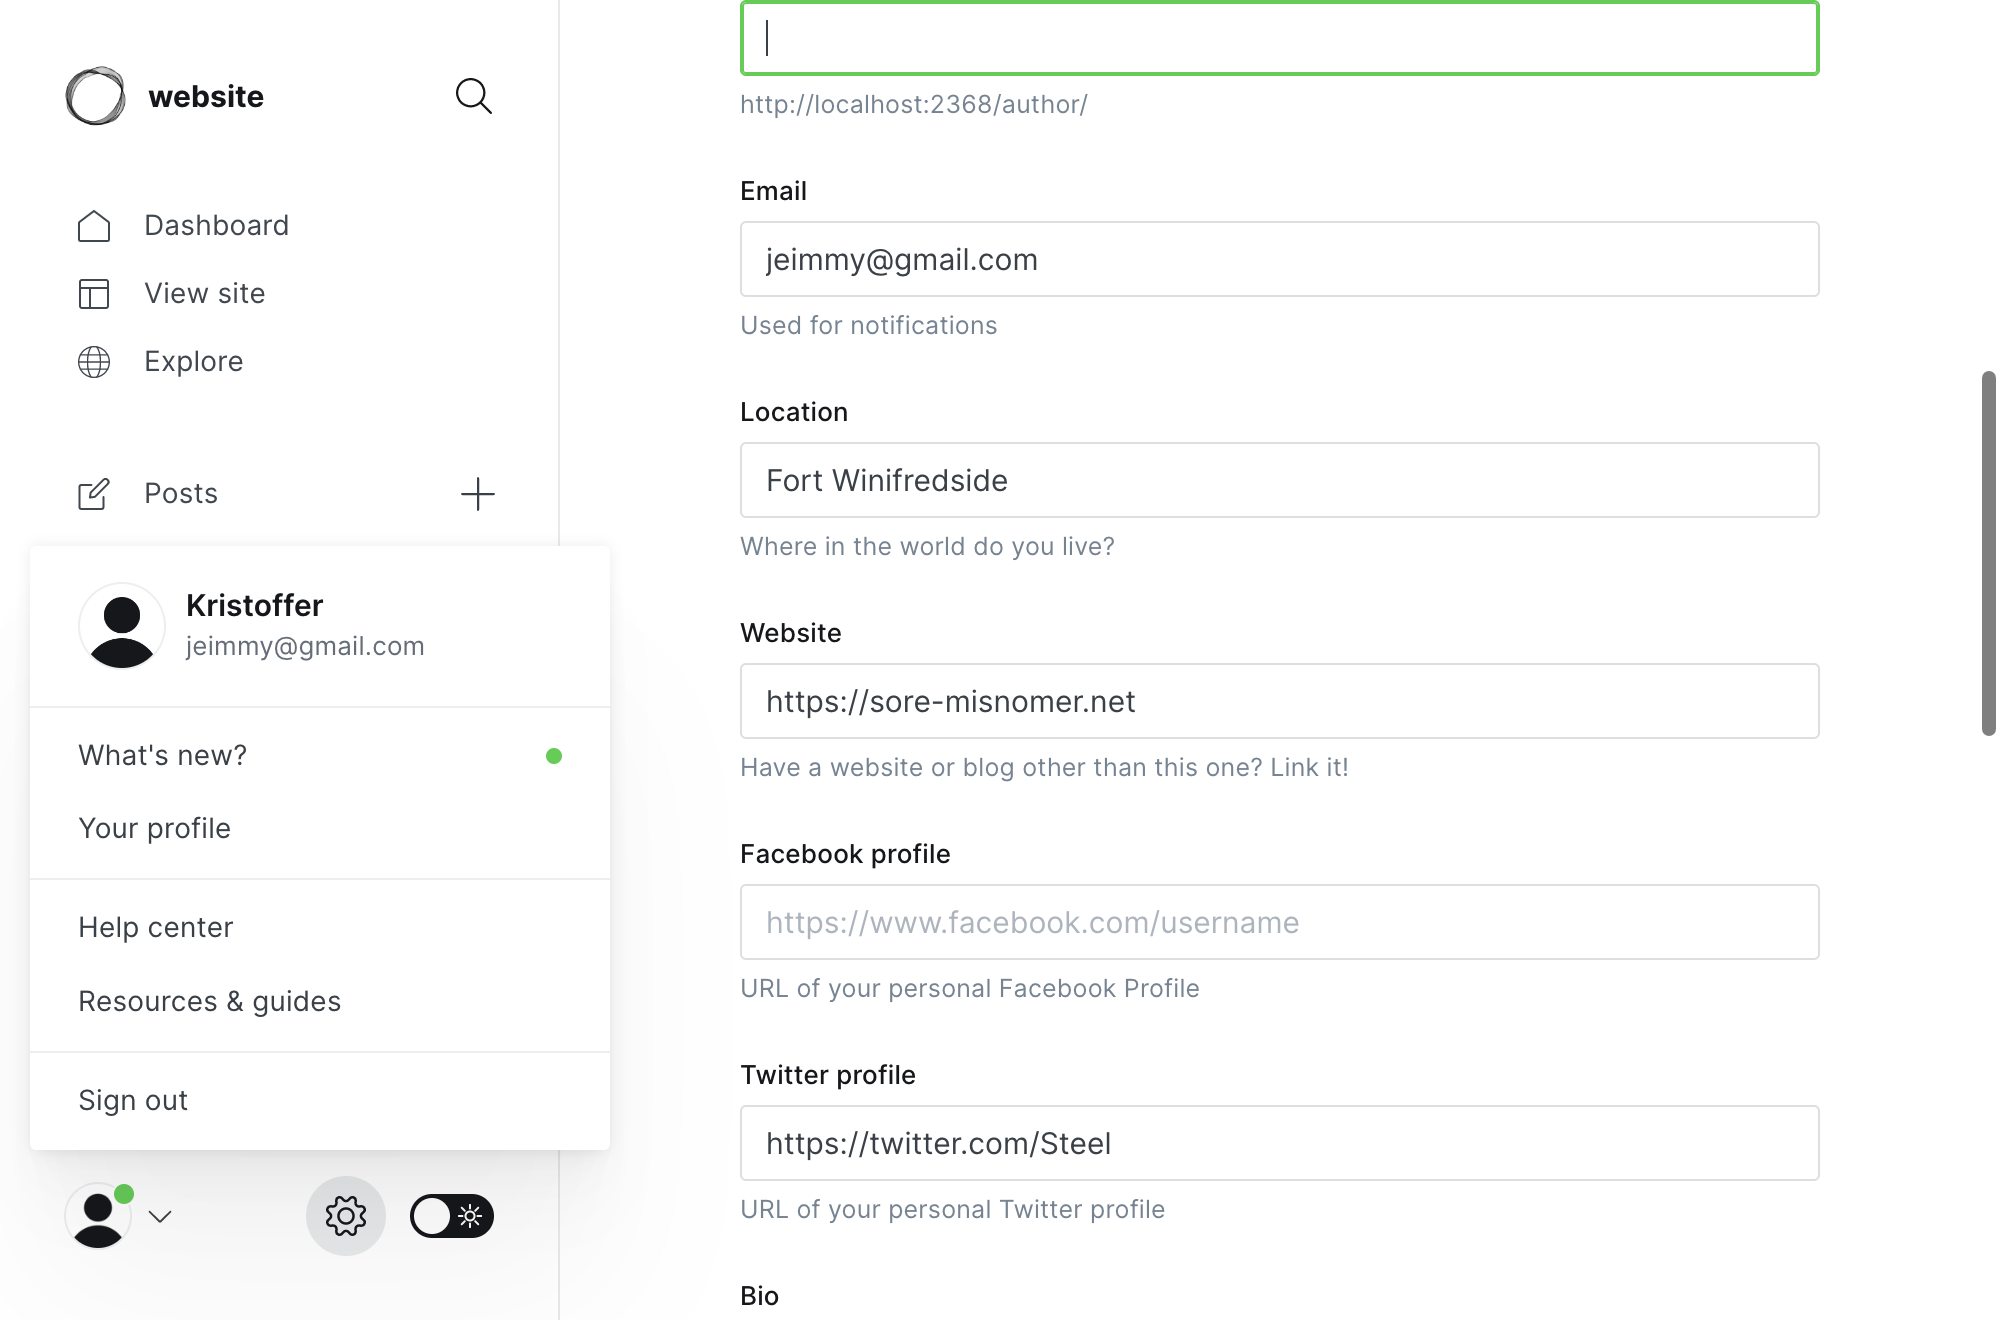 website
Dashboard
View site
Explore
Posts
Kristoffer
jeimmy@gmail.com
What's new?
Your profile
Help center
Resources & guides
Sign out
http://localhost:2368/author/
Email
jeimmy@gmail.com
Used for notifications
Location
Fort Winifredside
Where in the world do you live?
Website
https://sore-misnomer.net
Have a website or blog other than this one? Link it!
Facebook profile
https://www.facebook.com/username
URL of your personal Facebook Profile
Twitter profile
https://twitter.com/Steel
URL of your personal Twitter profile
Bio